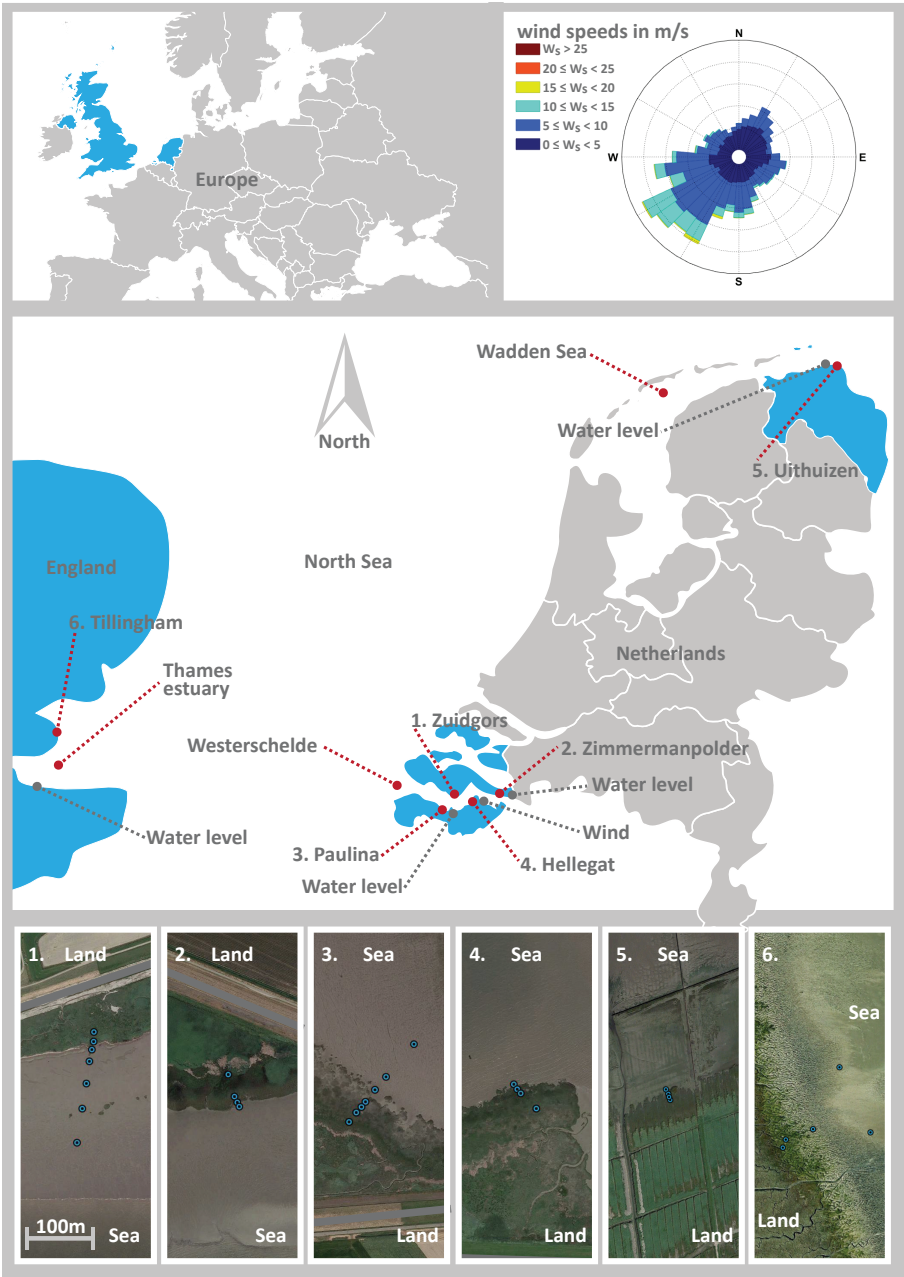 Europe
wind speeds in m/s
Wₛ > 25
20 ≤ Wₛ < 25
15 ≤ Wₛ < 20
10 ≤ Wₛ < 15
5 ≤ Wₛ < 10
0 ≤ Wₛ < 5
N
W
E
S
Wadden Sea
Water level
5. Uithuizen
North
North Sea
England
6. Tillingham
Thames
estuary
Netherlands
1. Zuidgors
Westerschelde
2. Zimmermanpolder
Water level
Wind
Water level
3. Paulina
4. Hellegat
Water level
1. Land
Sea
100m
2. Land
Sea
3. Sea
Land
4. Sea
Land
5. Sea
Land
6.
Sea
Land